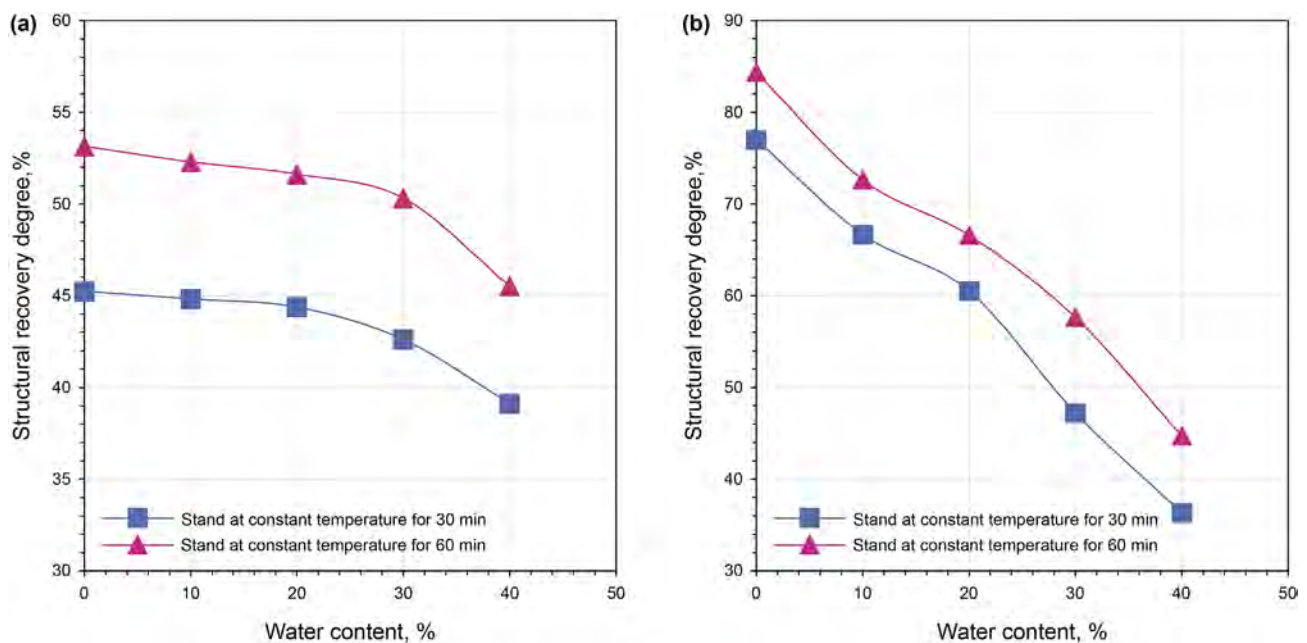 (a)
Structural recovery degree,%
60
55
50
45
40
35
30
Stand at constant temperature for 30 min
Stand at constant temperature for 60 min
0 10 20 30 40 50
Water content, %
(b)
Structural recovery degree,%
90
80
70
60
50
40
30
Stand at constant temperature for 30 min
Stand at constant temperature for 60 min
0 10 20 30 40 50
Water content, %